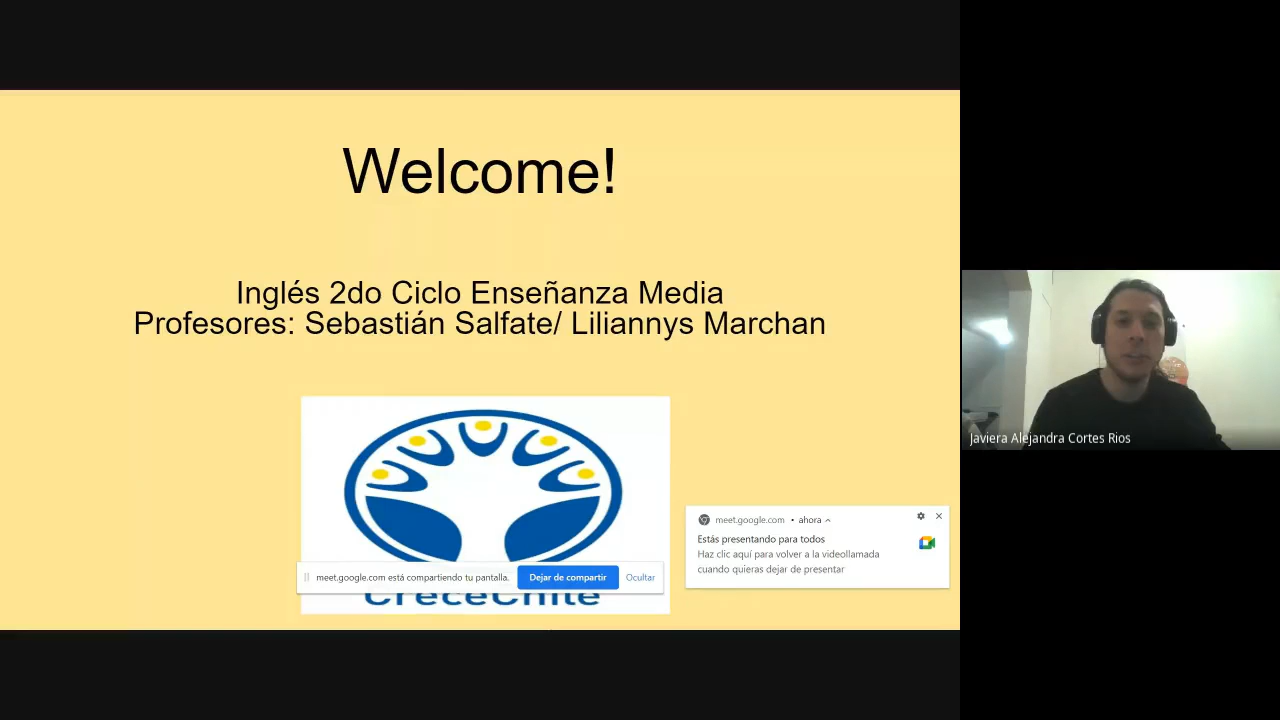 Welcome!
Inglés 2do Ciclo Enseñanza Media
Profesores: Sebastián Salfate/ Liliannys Marchan
meet.google.com está compartiendo tu pantalla.
Dejar de compartir
Ocultar
CreceChile
meet.google.com • ahora
Estás presentando para todos
Haz clic aquí para volver a la videollamada
cuando quieras dejar de presentar
Javiera Alejandra Cortes Rios